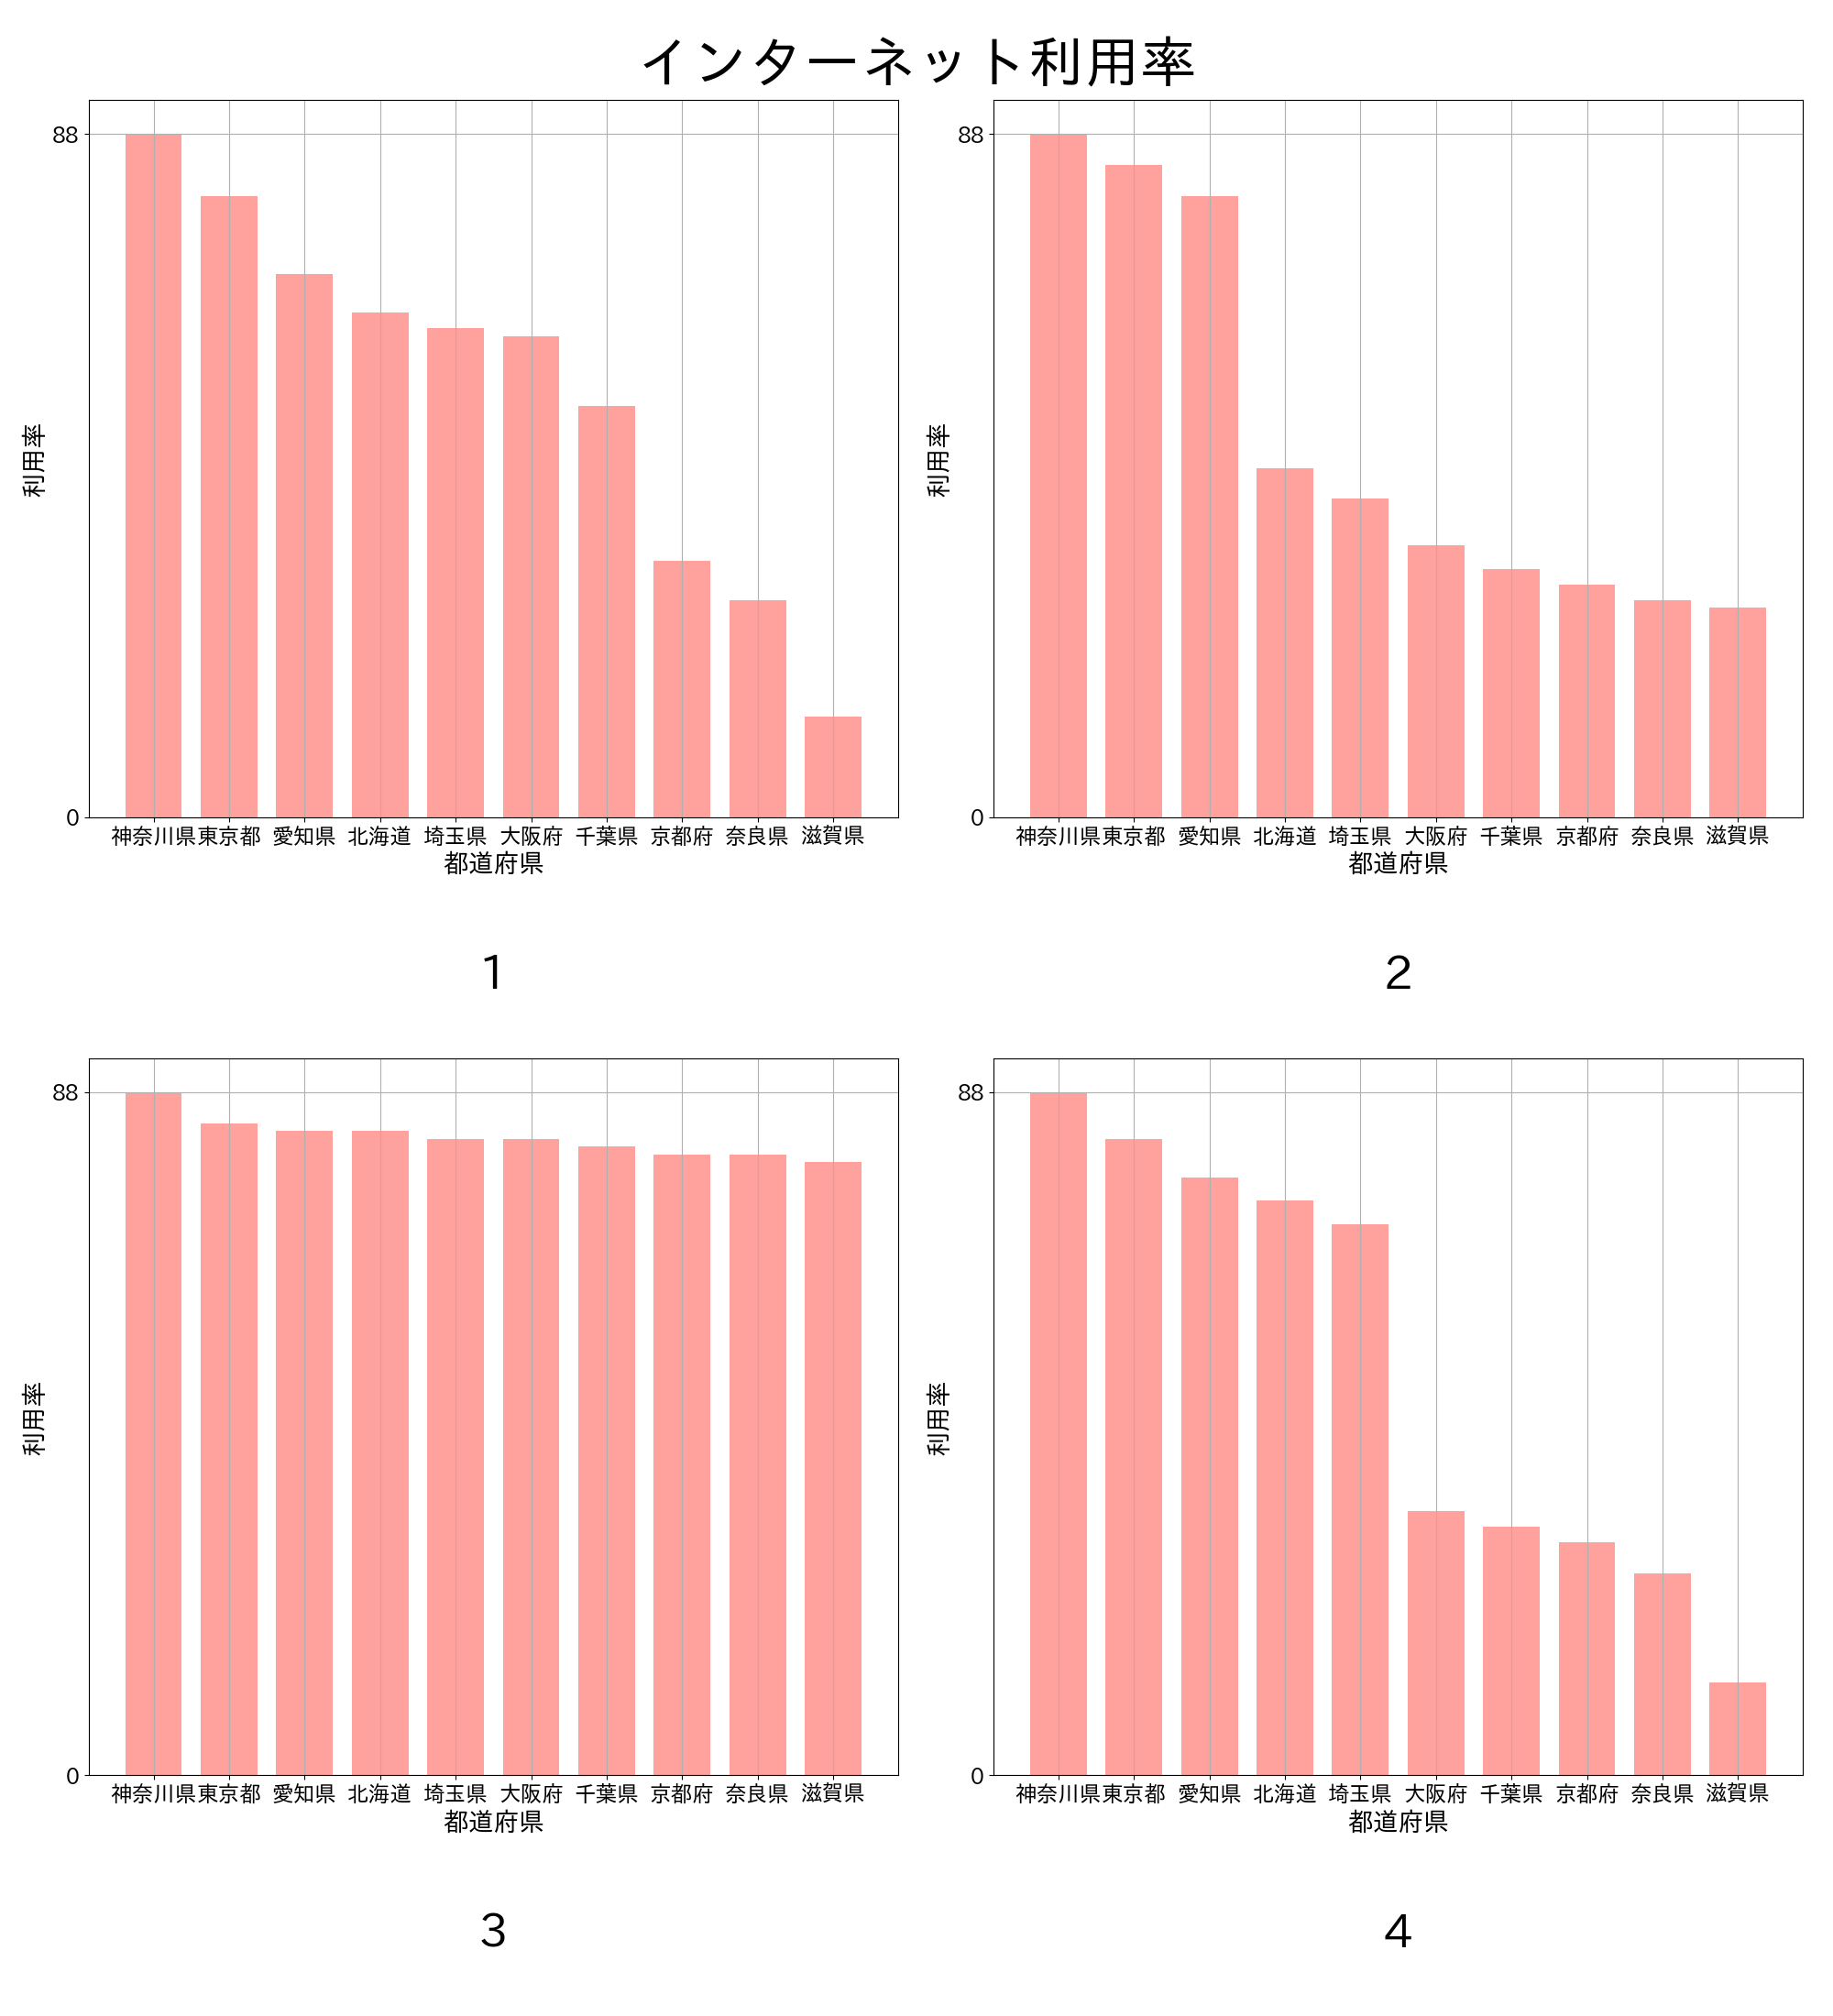 インターネット利用率
88
0
利用率
神奈川県 東京都 愛知県 北海道 埼玉県 大阪府 千葉県 京都府 奈良県 滋賀県
都道府県
1
88
0
利用率
神奈川県 東京都 愛知県 北海道 埼玉県 大阪府 千葉県 京都府 奈良県 滋賀県
都道府県
2
88
0
利用率
神奈川県 東京都 愛知県 北海道 埼玉県 大阪府 千葉県 京都府 奈良県 滋賀県
都道府県
3
88
0
利用率
神奈川県 東京都 愛知県 北海道 埼玉県 大阪府 千葉県 京都府 奈良県 滋賀県
都道府県
4